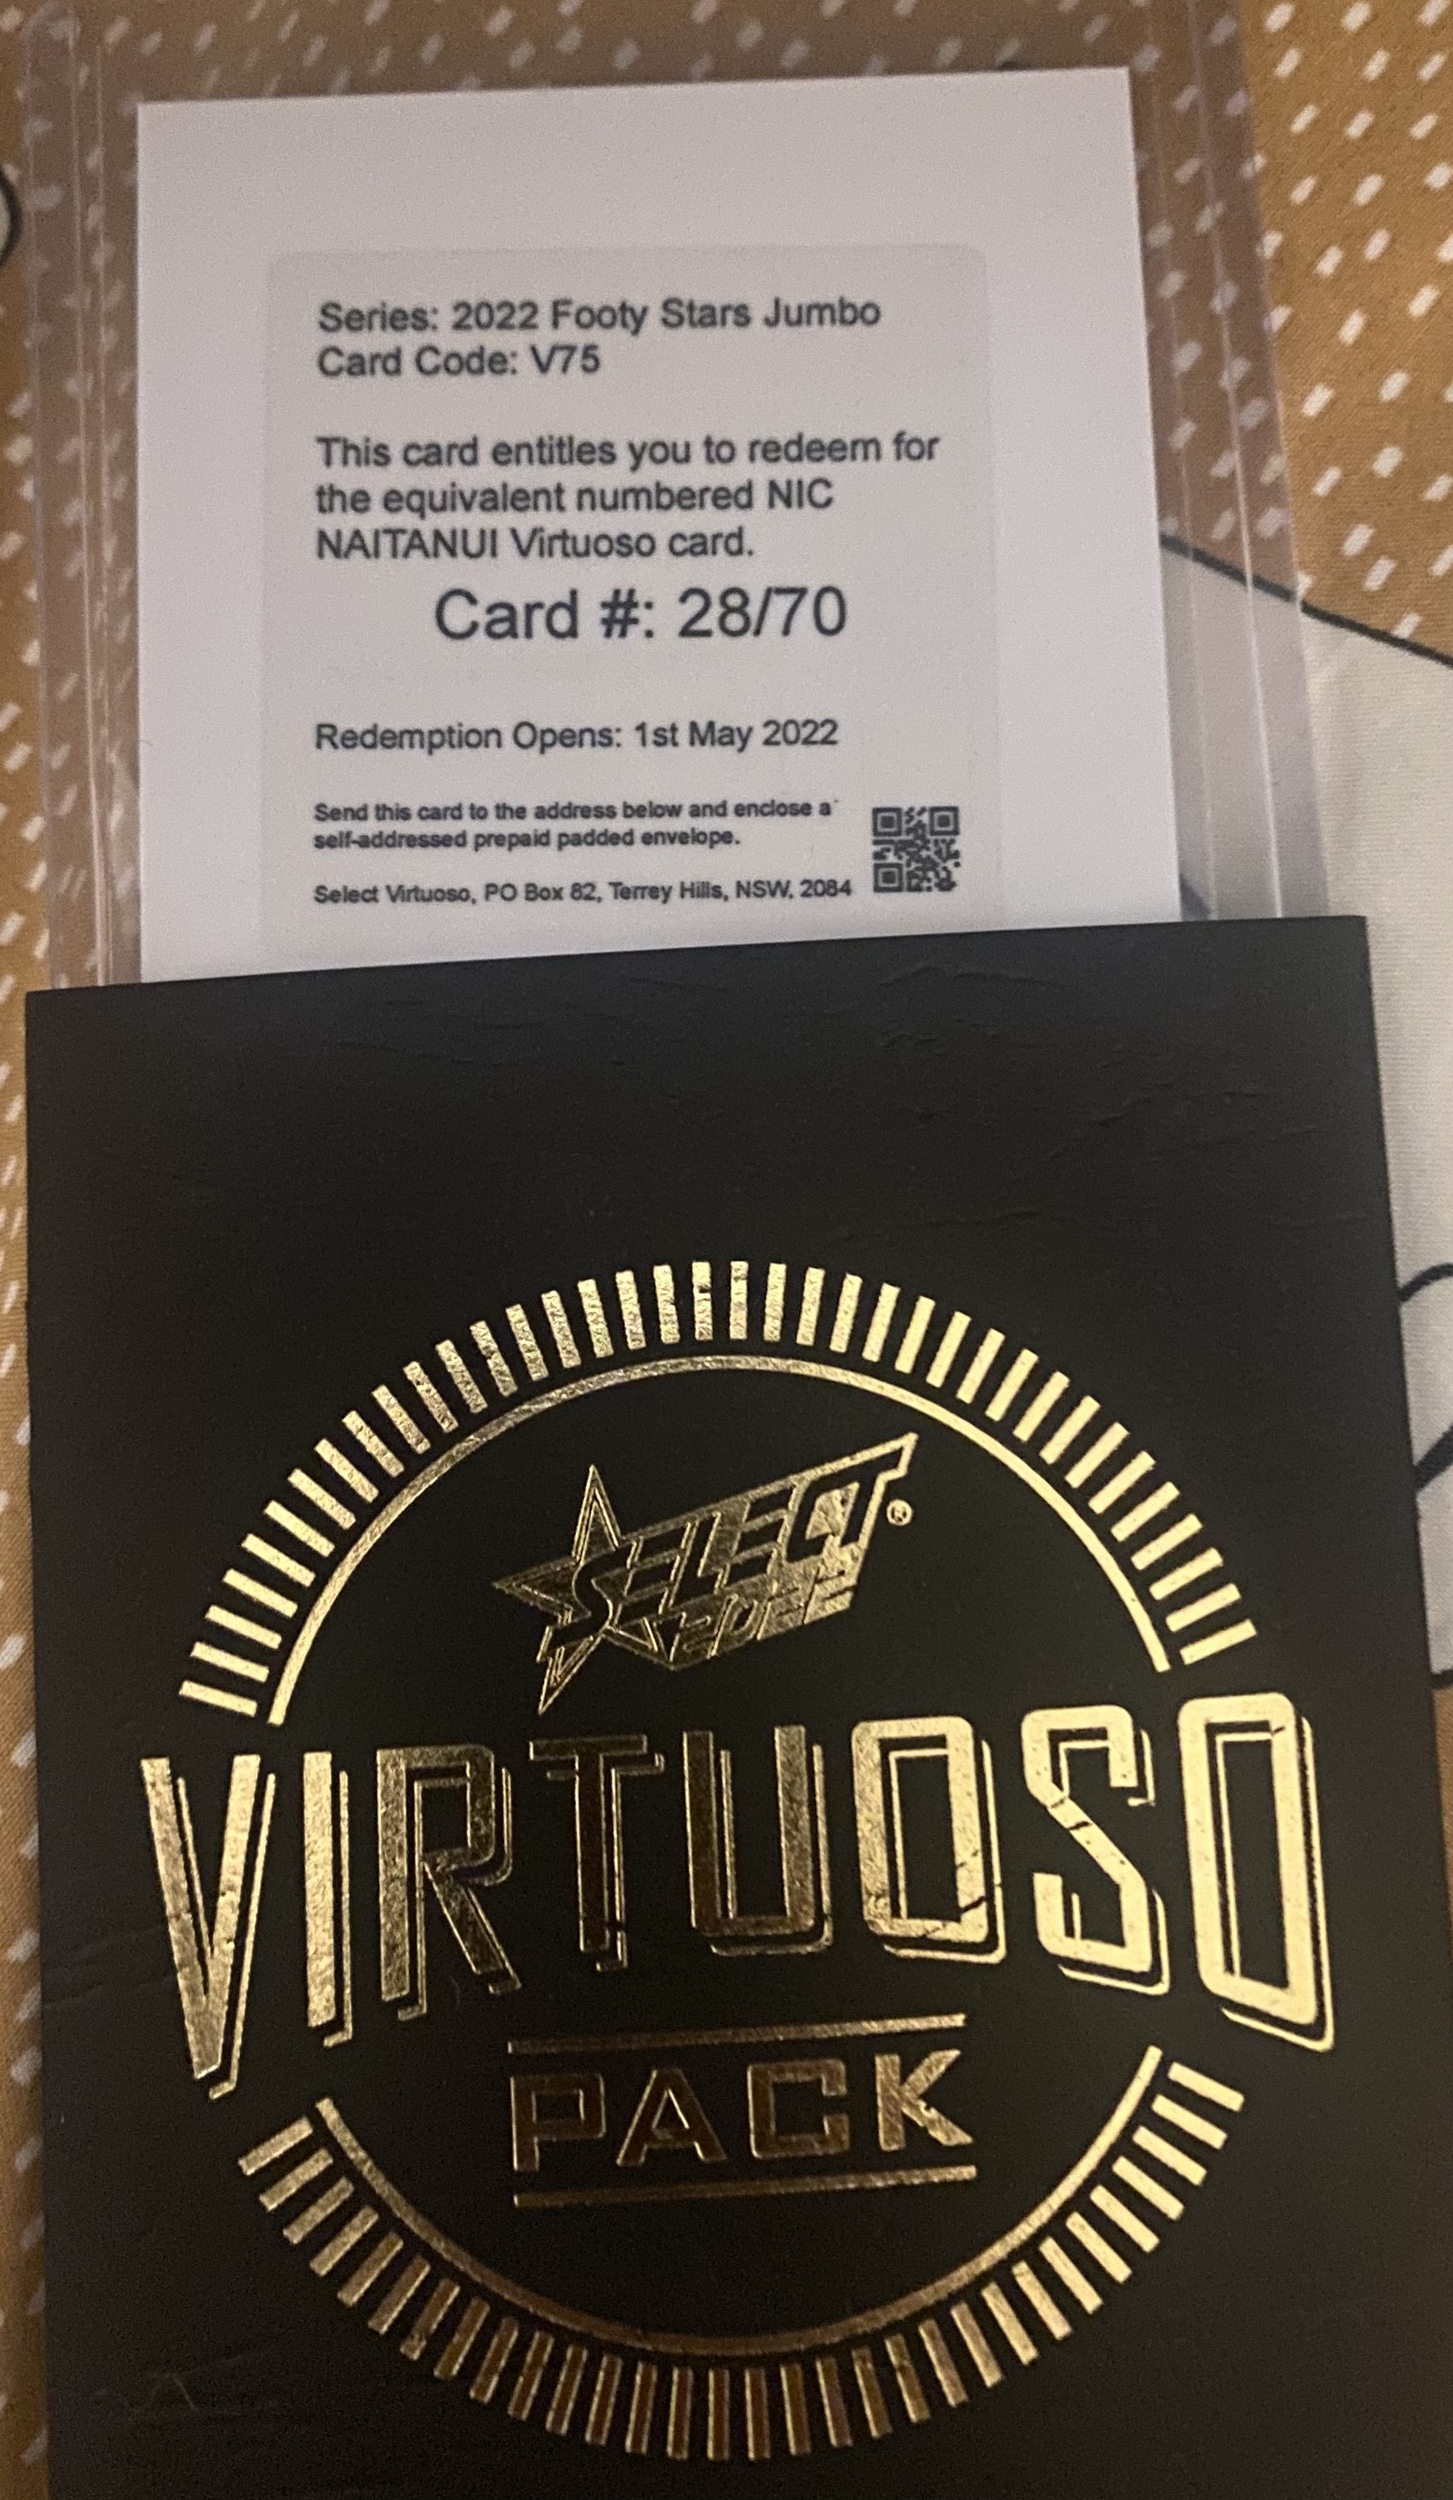 Series: 2022 Footy Stars Jumbo
Card Code: V75
This card entitles you to redeem for
the equivalent numbered NIC
NAITANUI Virtuoso card.
Card #: 28/70
Redemption Opens: 1st May 2022
Send this card to the address below and enclose a
self-addressed prepaid padded envelope.
Select Virtuoso, PO Box 82, Terrey Hills, NSW, 2084
SELECT®
2022
VIRTUOSO
PACK